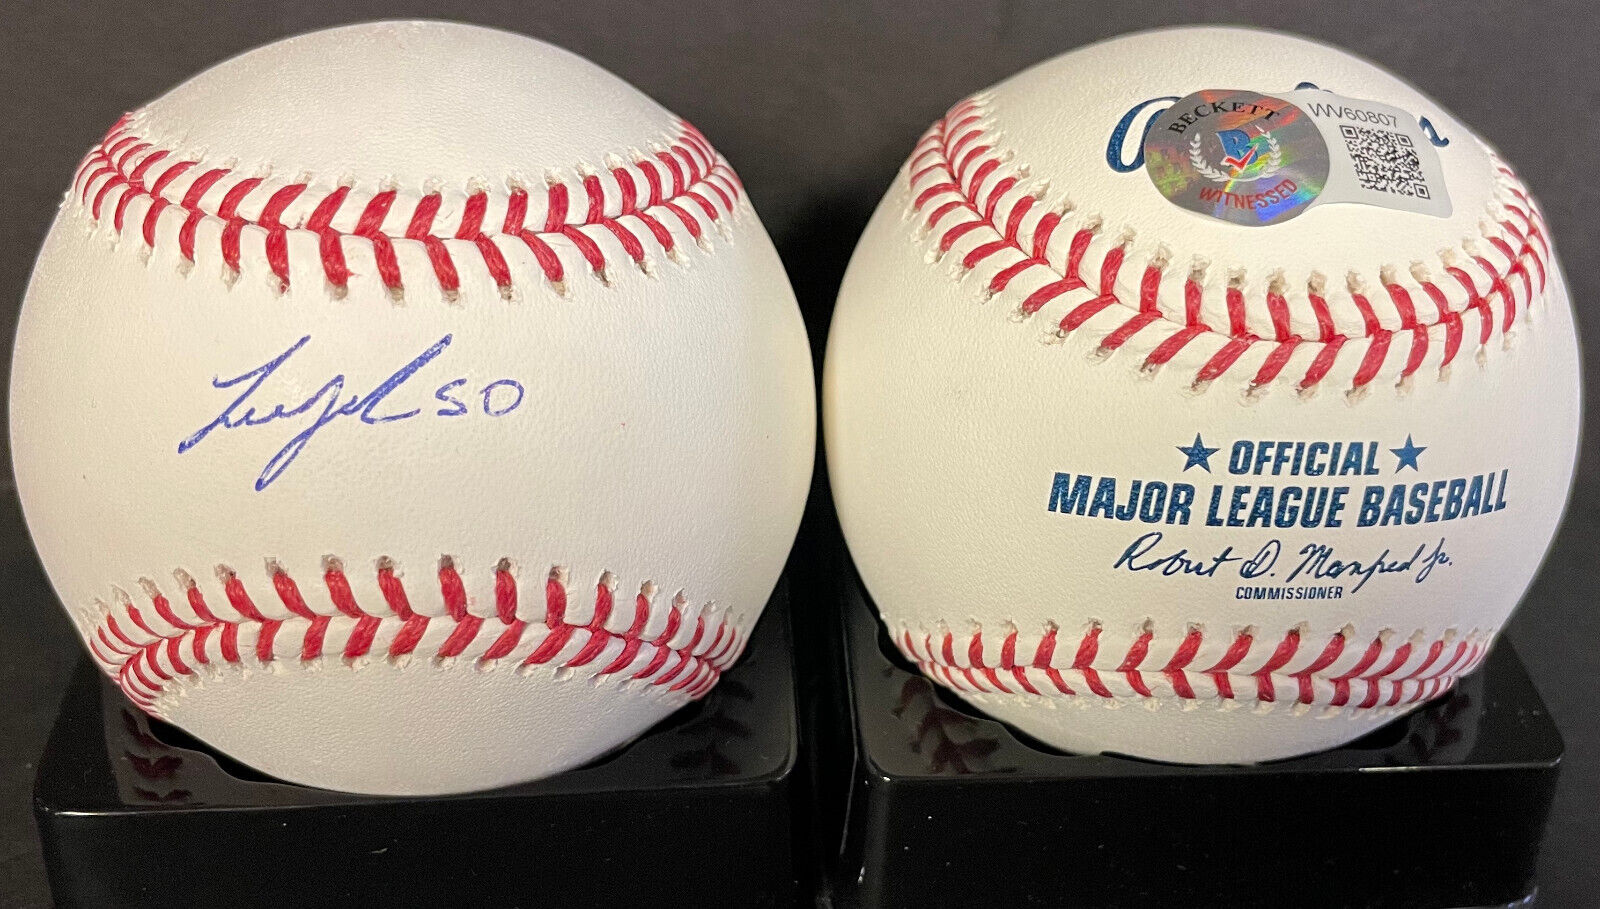 50
BECKETT
B
WITNESSED
WV60807
★ OFFICIAL ★
MAJOR LEAGUE BASEBALL
Robert D. Manfred Jr.
COMMISSIONER